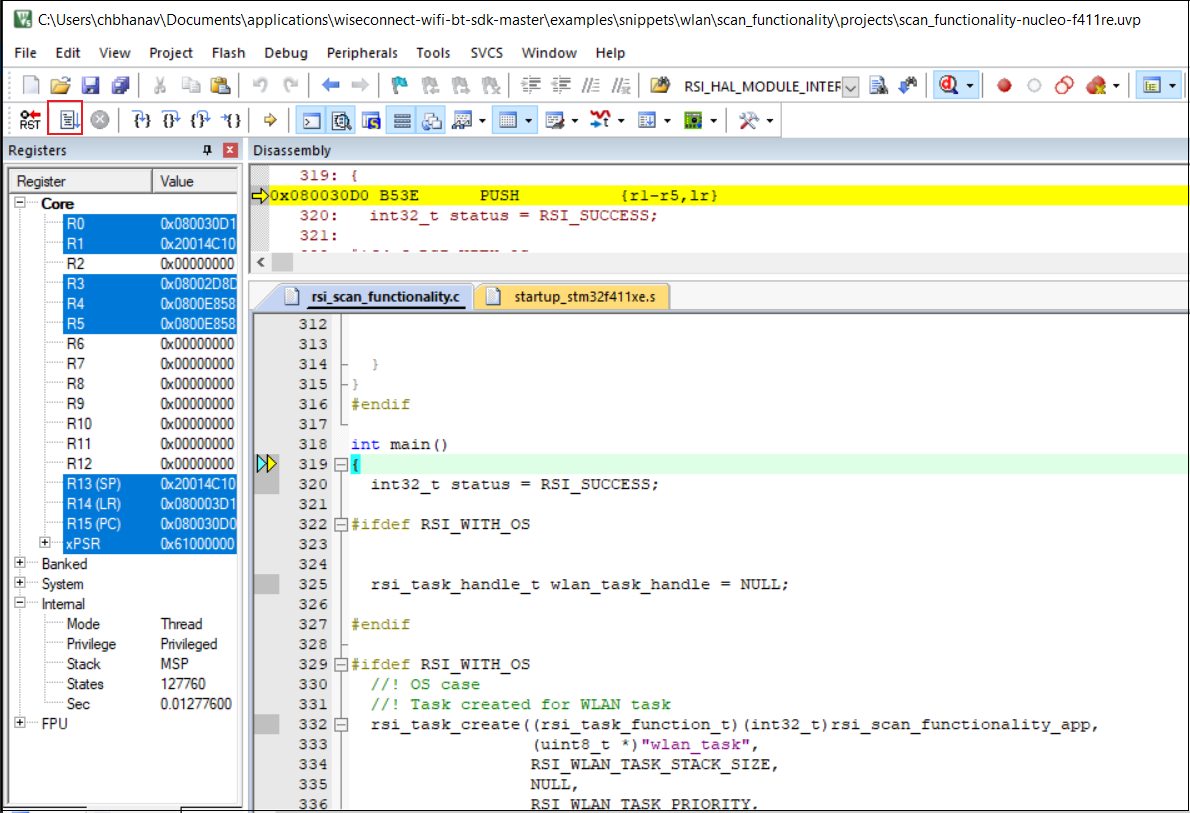 C:\Users\chbhanav\Documents\applications\wiseconnect-wifi-bt-sdk-master\examples\snippets\wlan\scan_functionality\projects\scan_functionality-nucleo-f411re.uvp
File Edit View Project Flash Debug Peripherals Tools SVCS Window Help
RSI_HAL_MODULE_INTER
RST
Registers
Register Value
Core
R0 0x080030D1
R1 0x20014C10
R2 0x00000000
R3 0x08002D8D
R4 0x0800E858
R5 0x0800E858
R6 0x00000000
R7 0x00000000
R8 0x00000000
R9 0x00000000
R10 0x00000000
R11 0x00000000
R12 0x00000000
R13 (SP) 0x20014C10
R14 (LR) 0x080003D1
R15 (PC) 0x080030D0
xPSR 0x61000000
Banked
System
Internal
Mode Thread
Privilege Privileged
Stack MSP
States 127760
Sec 0.01277600
FPU
Disassembly
319: {
0x080030D0 B53E PUSH {r1-r5,lr}
320: int32_t status = RSI_SUCCESS;
321:
rsi_scan_functionality.c startup_stm32f411xe.s
312
313
314 }
315 }
316 #endif
317
318 int main()
319 {
320 int32_t status = RSI_SUCCESS;
321
322 #ifdef RSI_WITH_OS
323
324
325 rsi_task_handle_t wlan_task_handle = NULL;
326
327 #endif
328
329 #ifdef RSI_WITH_OS
330 //! OS case
331 //! Task created for WLAN task
332 rsi_task_create((rsi_task_function_t)(int32_t)rsi_scan_functionality_app,
333 (uint8_t *)"wlan_task",
334 RSI_WLAN_TASK_STACK_SIZE,
335 NULL,
336 RSI_WLAN_TASK_PRIORITY,